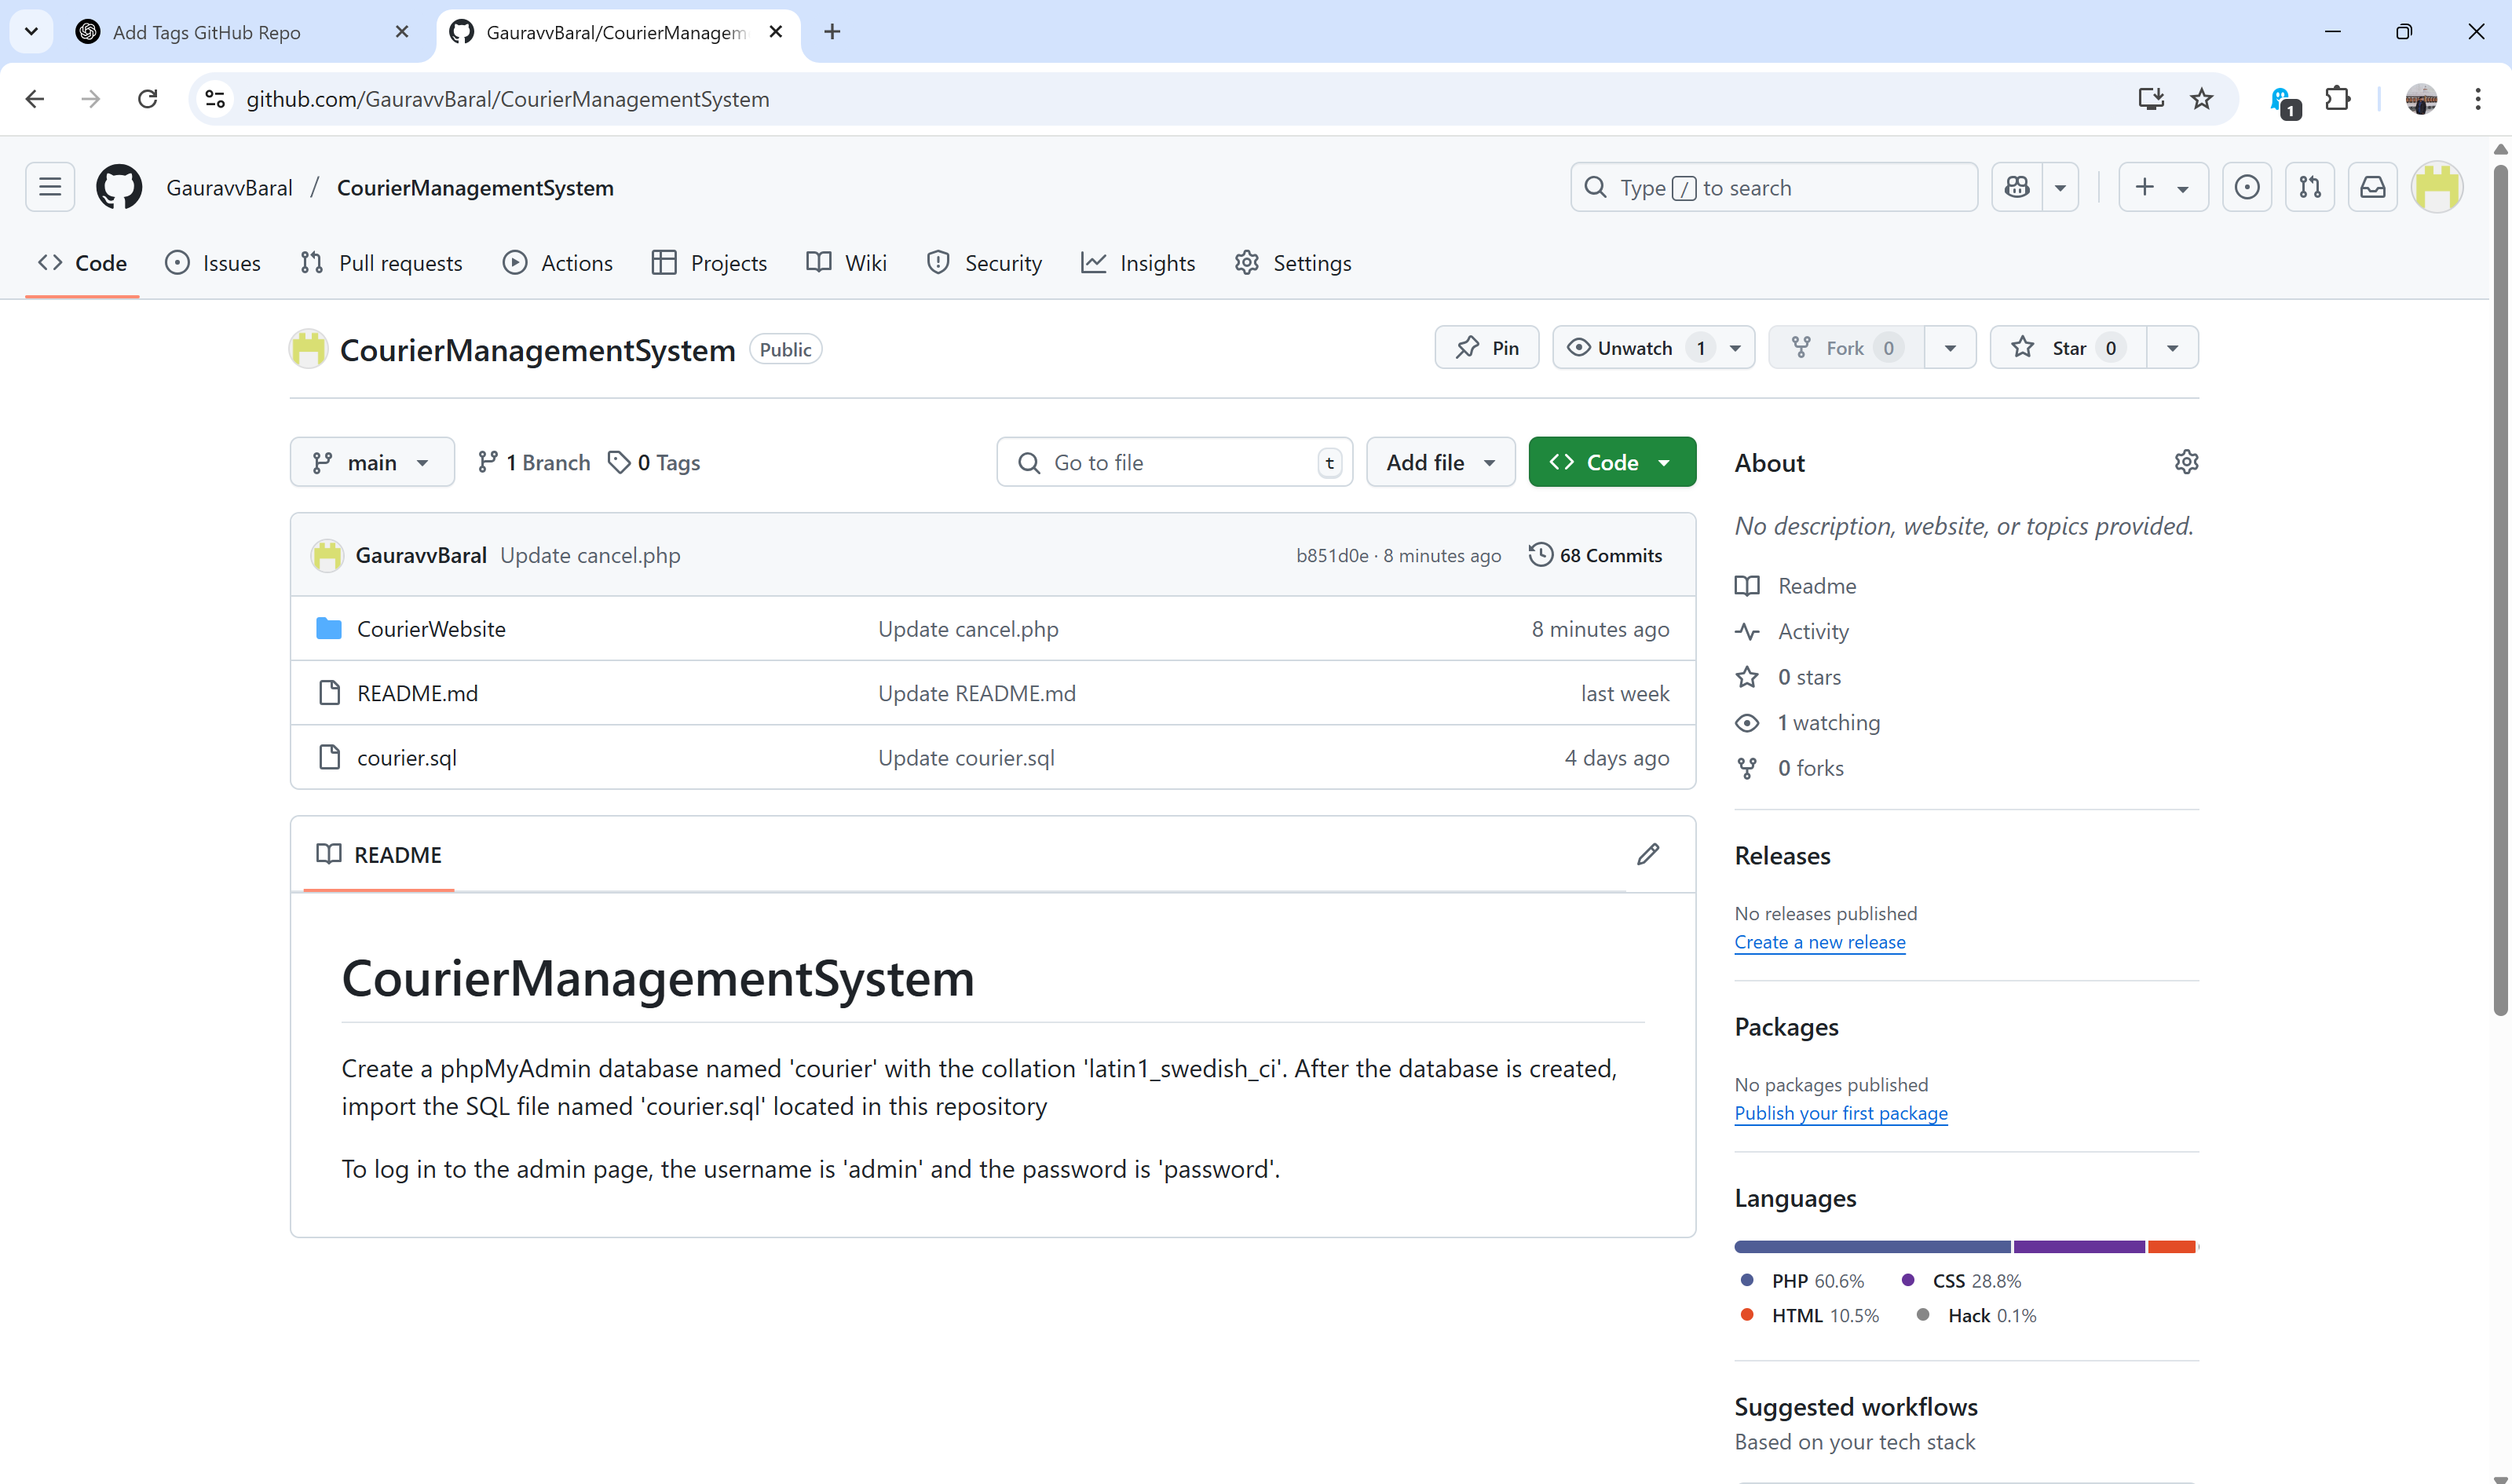 Add Tags GitHub Repo
GauravvBaral/CourierManagem
github.com/GauravvBaral/CourierManagementSystem
1
GauravvBaral / CourierManagementSystem
Type / to search
Code Issues Pull requests Actions Projects Wiki Security Insights Settings
CourierManagementSystem Public
Pin Unwatch 1 Fork 0 Star 0
main 1 Branch 0 Tags Go to file t Add file Code
GauravvBaral Update cancel.php b851d0e · 8 minutes ago 68 Commits
CourierWebsite Update cancel.php 8 minutes ago
README.md Update README.md last week
courier.sql Update courier.sql 4 days ago
README
CourierManagementSystem
Create a phpMyAdmin database named 'courier' with the collation 'latin1_swedish_ci'. After the database is created,
import the SQL file named 'courier.sql' located in this repository
To log in to the admin page, the username is 'admin' and the password is 'password'.
About
No description, website, or topics provided.
Readme
Activity
0 stars
1 watching
0 forks
Releases
No releases published
Create a new release
Packages
No packages published
Publish your first package
Languages
PHP 60.6% CSS 28.8%
HTML 10.5% Hack 0.1%
Suggested workflows
Based on your tech stack